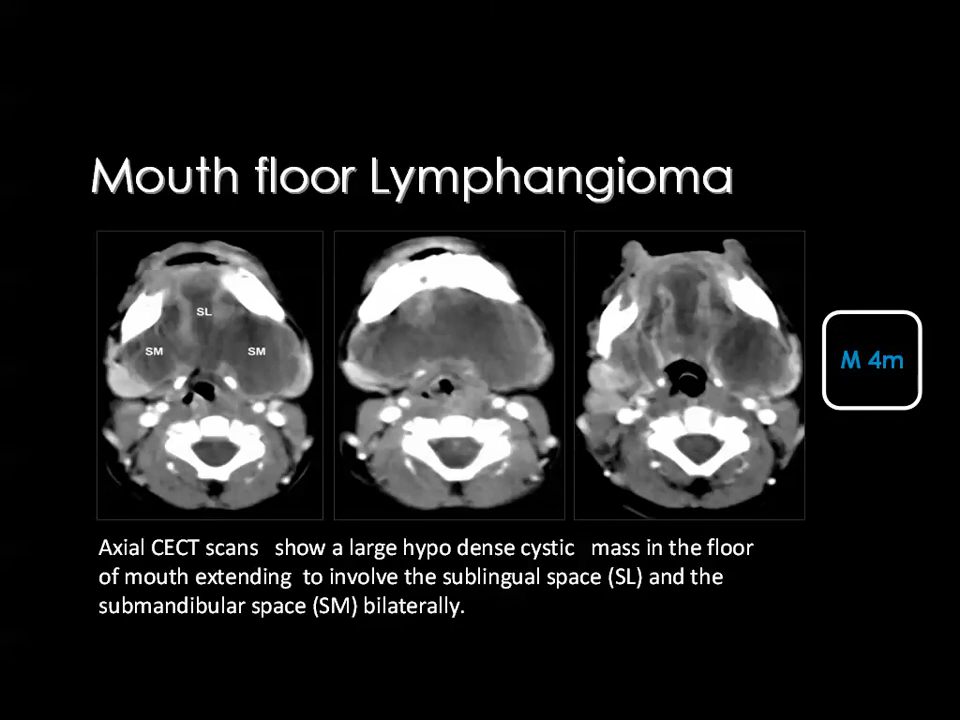 Mouth floor Lymphangioma
SL
SM SM
M 4m
Axial CECT scans show a large hypo dense cystic mass in the floor
of mouth extending to involve the sublingual space (SL) and the
submandibular space (SM) bilaterally.